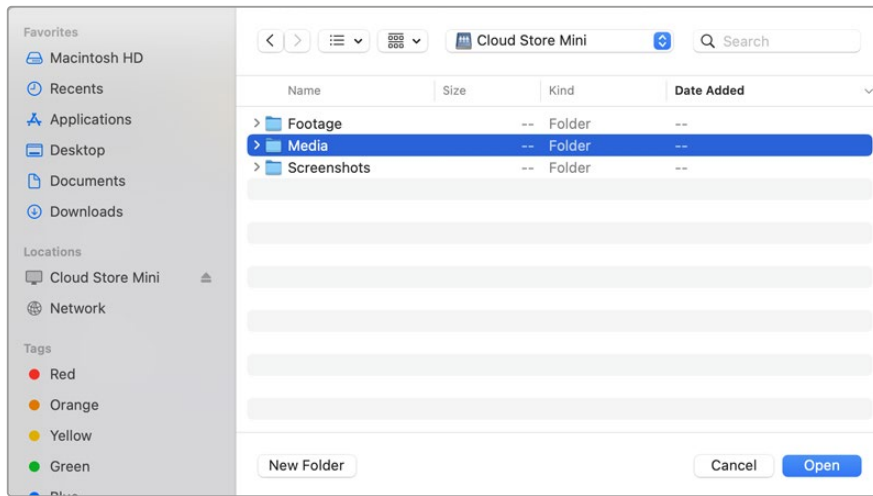 Favorites
Macintosh HD
Recents
Applications
Desktop
Documents
Downloads
Locations
Cloud Store Mini
Network
Tags
Red
Orange
Yellow
Green
Blue
Cloud Store Mini
Search
Name Size Kind Date Added
Footage -- Folder --
Media -- Folder --
Screenshots -- Folder --
New Folder Cancel Open